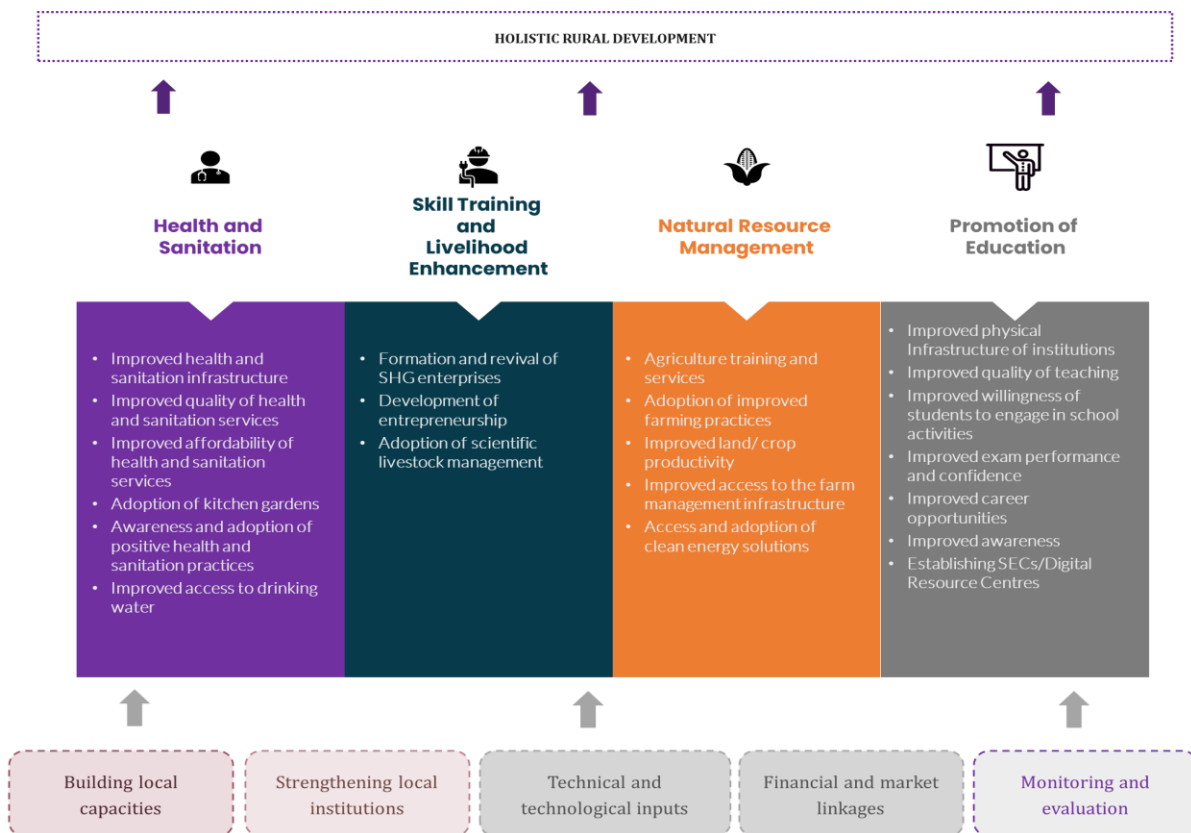 HOLISTIC RURAL DEVELOPMENT
Health and
Sanitation
Skill Training
and
Livelihood
Enhancement
Natural Resource
Management
Promotion of
Education
• Improved health and
sanitation infrastructure
• Improved quality of health
and sanitation services
• Improved affordability of
health and sanitation
services
• Adoption of kitchen gardens
• Awareness and adoption of
positive health and
sanitation practices
• Improved access to drinking
water
• Formation and revival of
SHG enterprises
• Development of
entrepreneurship
• Adoption of scientific
livestock management
• Agriculture training and
services
• Adoption of improved
farming practices
• Improved land/ crop
productivity
• Improved access to the farm
management infrastructure
• Access and adoption of
clean energy solutions
• Improved physical
Infrastructure of institutions
• Improved quality of teaching
• Improved willingness of
students to engage in school
activities
• Improved exam performance
and confidence
• Improved career
opportunities
• Improved awareness
• Establishing SECs/Digital
Resource Centres
Building local
capacities
Strengthening local
institutions
Technical and
technological inputs
Financial and market
linkages
Monitoring and
evaluation